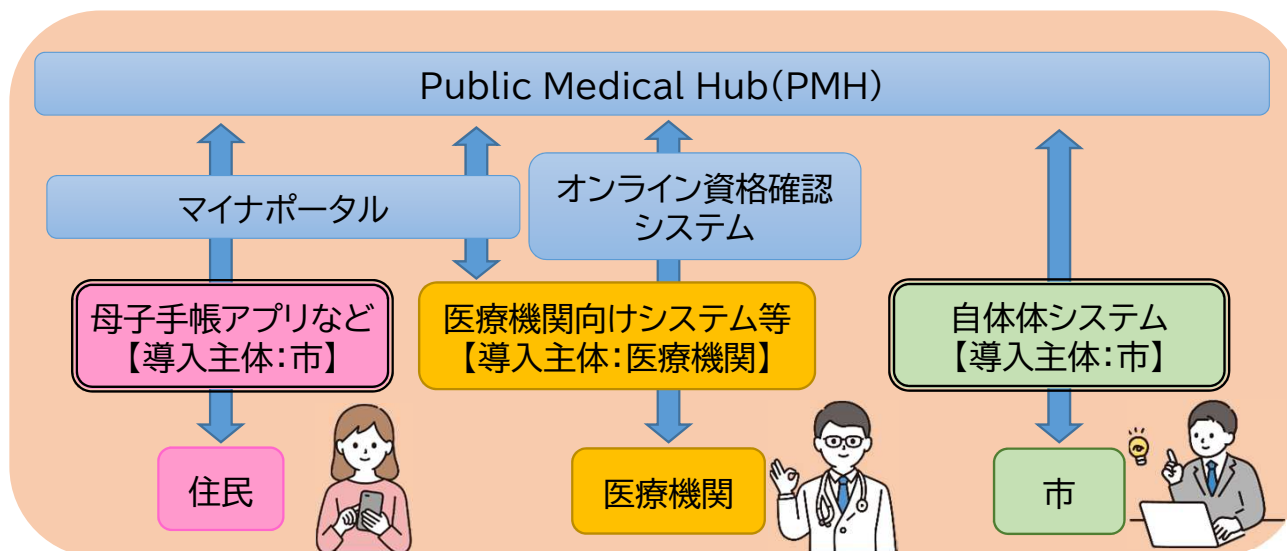 Public Medical Hub(PMH)
マイナポータル
オンライン資格確認
システム
母子手帳アプリなど
【導入主体:市】
医療機関向けシステム等
【導入主体:医療機関】
自体体システム
【導入主体:市】
住民
医療機関
市